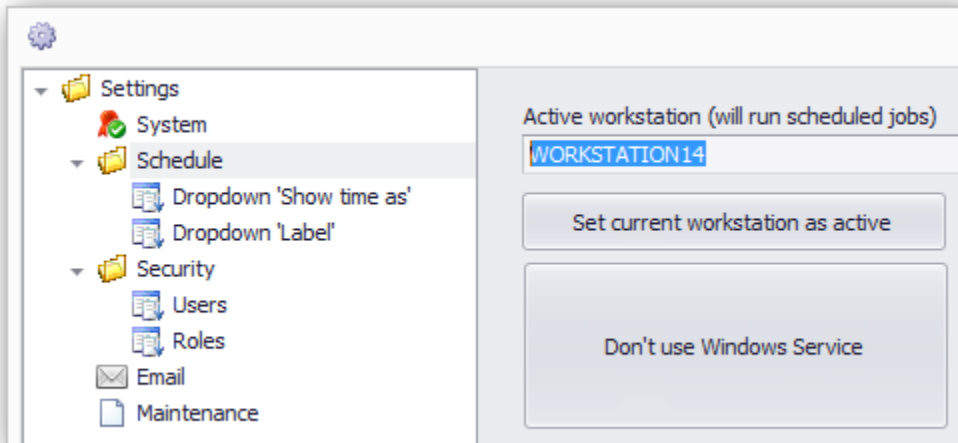 Settings
System
Schedule
Dropdown 'Show time as'
Dropdown 'Label'
Security
Users
Roles
Email
Maintenance
Active workstation (will run scheduled jobs)
WORKSTATION14
Set current workstation as active
Don't use Windows Service